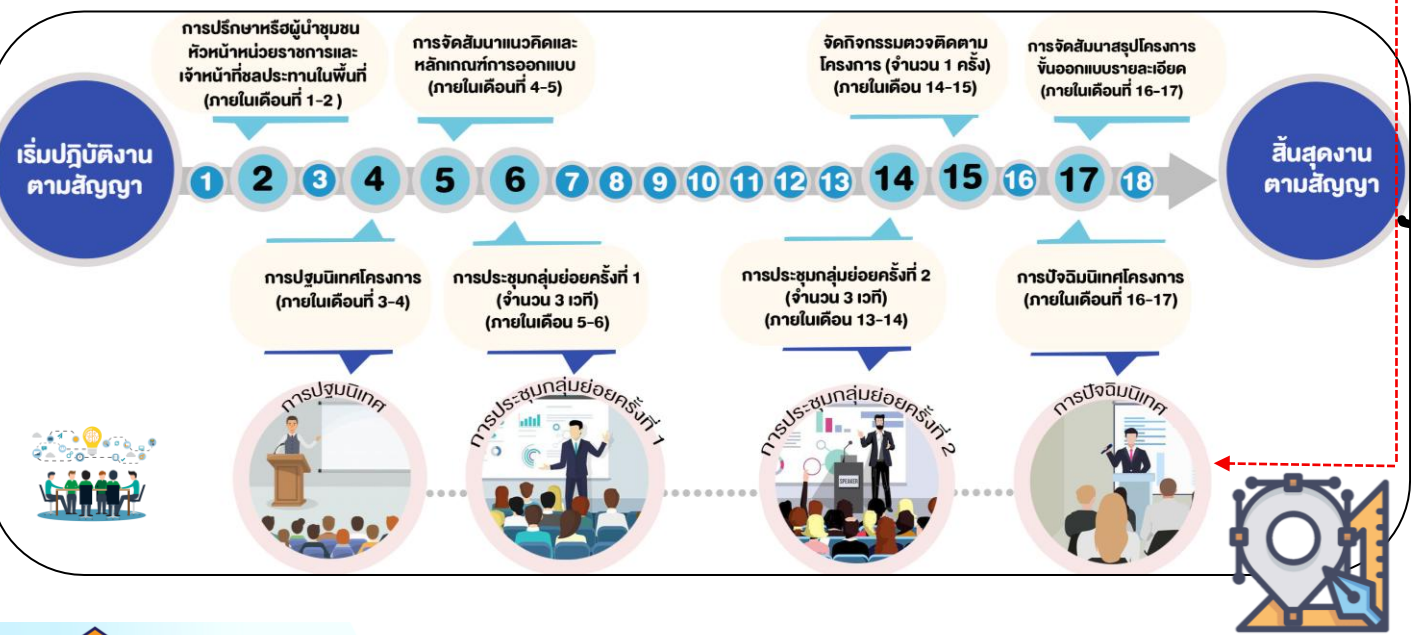 การปรึกษาหรือผู้นำชุมชน
หัวหน้าหน่วยราชการและ
เจ้าหน้าที่ชลประทานในพื้นที่
(ภายในเดือนที่ 1-2 )
การจัดสัมนาแนวคิดและ
หลักเกณฑ์การออกแบบ
(ภายในเดือนที่ 4-5)
จัดกิจกรรมตวจติดตาม
โครงการ (จำนวน 1 ครั้ง)
(ภายในเดือน 14-15)
การจัดสัมนาสรุปโครงการ
ขั้นออกแบบรายละเอียด
(ภายในเดือนที่ 16-17)
เริ่มปฏิบัติงาน
ตามสัญญา
1 2 3 4 5 6 7 8 9 10 11 12 13 14 15 16 17 18
สิ้นสุดงาน
ตามสัญญา
การปฐมนิเทศโครงการ
(ภายในเดือนที่ 3-4)
การประชุมกลุ่มย่อยครั้งที่ 1
(จำนวน 3 เวที)
(ภายในเดือน 5-6)
การประชุมกลุ่มย่อยครั้งที่ 2
(จำนวน 3 เวที)
(ภายในเดือน 13-14)
การปัจฉิมนิเทศโครงการ
(ภายในเดือนที่ 16-17)
การปฐมนิเทศ
การประชุมกลุ่มย่อยครั้งที่ 1
การประชุมกลุ่มย่อยครั้งที่ 2
การปัจฉิมนิเทศ
SPEAKER